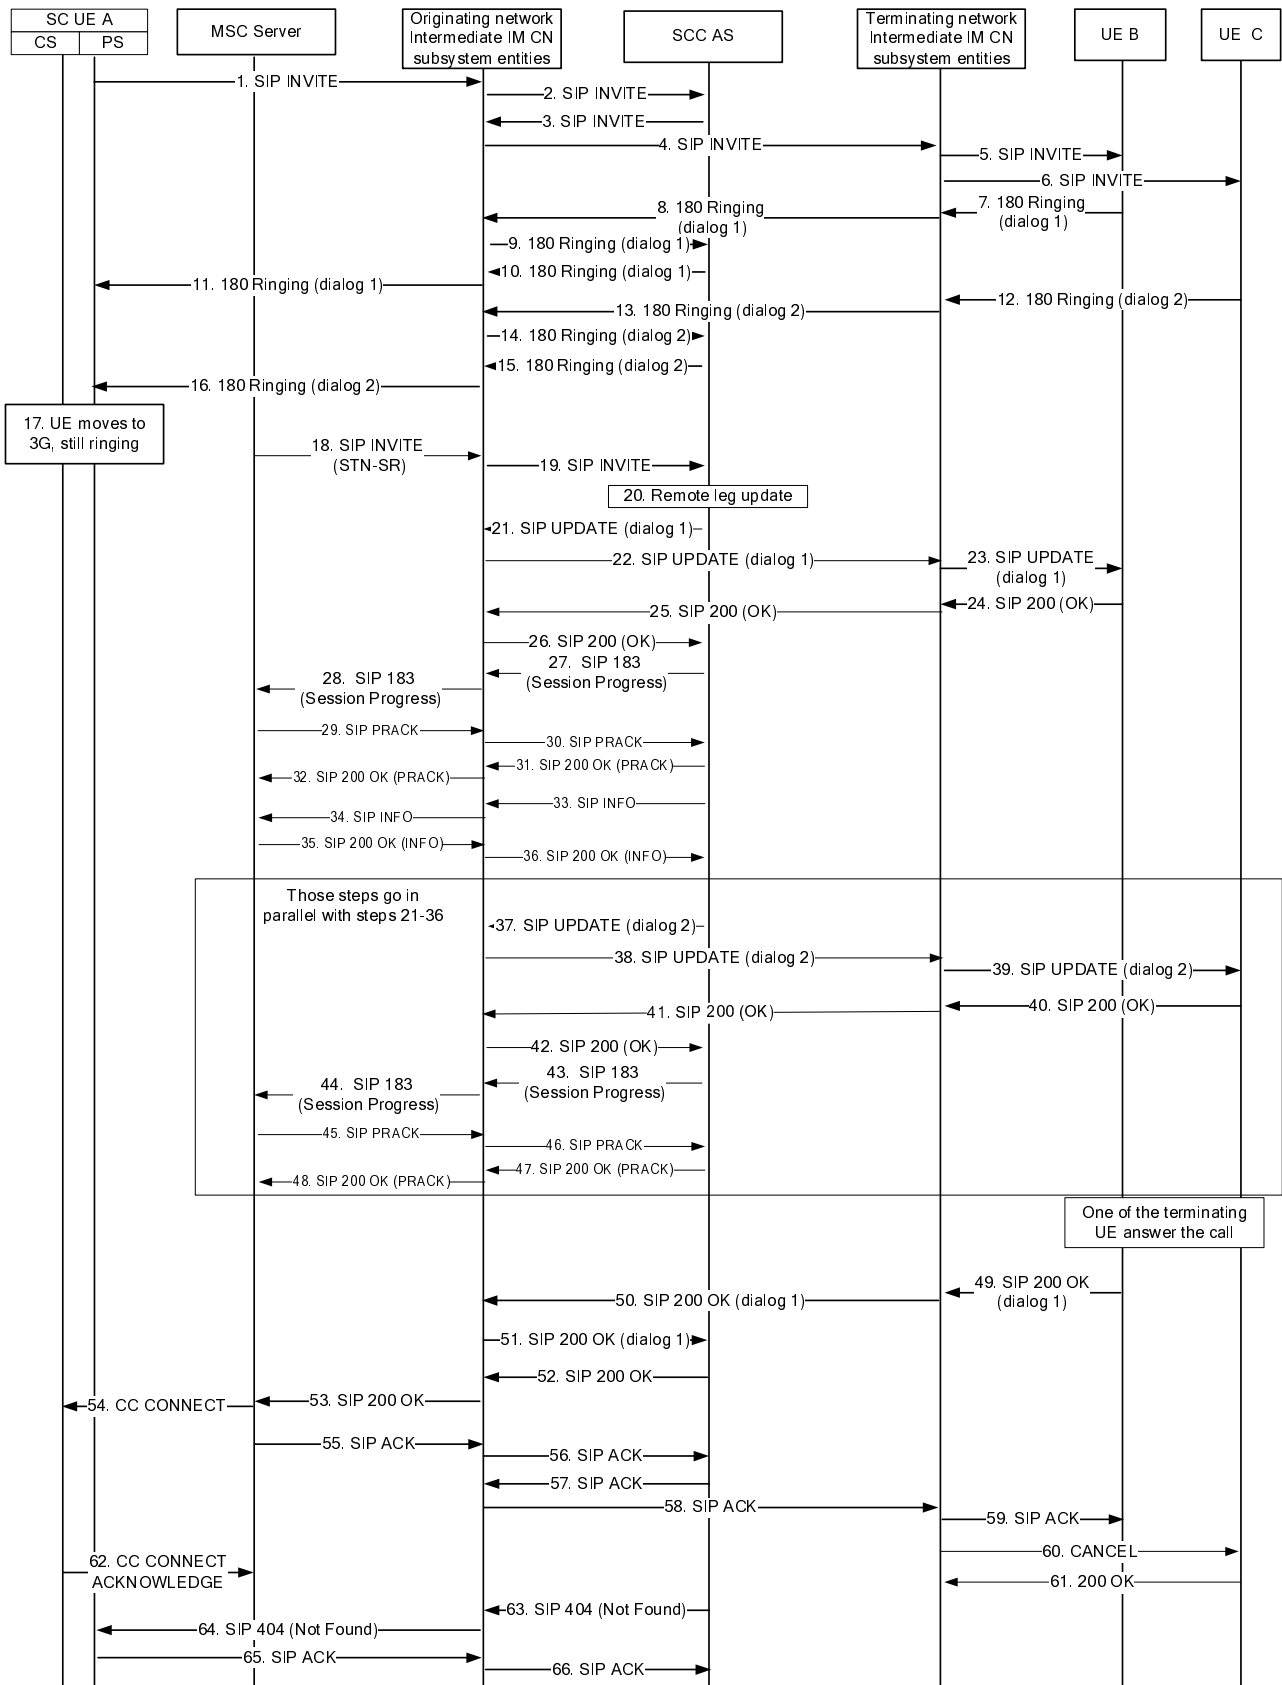 SC UE A
CS
PS
MSC Server
Originating network
Intermediate IM CN
subsystem entities
SCC AS
Terminating network
Intermediate IM CN
subsystem entities
UE B
UE C
1. SIP INVITE
2. SIP INVITE
3. SIP INVITE
4. SIP INVITE
5. SIP INVITE
6. SIP INVITE
7. 180 Ringing
(dialog 1)
8. 180 Ringing
(dialog 1)
9. 180 Ringing (dialog 1)
10. 180 Ringing (dialog 1)
11. 180 Ringing (dialog 1)
12. 180 Ringing (dialog 2)
13. 180 Ringing (dialog 2)
14. 180 Ringing (dialog 2)
15. 180 Ringing (dialog 2)
16. 180 Ringing (dialog 2)
17. UE moves to
3G, still ringing
18. SIP INVITE
(STN-SR)
19. SIP INVITE
20. Remote leg update
21. SIP UPDATE (dialog 1)
22. SIP UPDATE (dialog 1)
23. SIP UPDATE
(dialog 1)
24. SIP 200 (OK)
25. SIP 200 (OK)
26. SIP 200 (OK)
27. SIP 183
(Session Progress)
28. SIP 183
(Session Progress)
29. SIP PRACK
30. SIP PRACK
31. SIP 200 OK (PRACK)
32. SIP 200 OK (PRACK)
33. SIP INFO
34. SIP INFO
35. SIP 200 OK (INFO)
36. SIP 200 OK (INFO)
Those steps go in
parallel with steps 21-36
37. SIP UPDATE (dialog 2)
38. SIP UPDATE (dialog 2)
39. SIP UPDATE (dialog 2)
40. SIP 200 (OK)
41. SIP 200 (OK)
42. SIP 200 (OK)
43. SIP 183
(Session Progress)
44. SIP 183
(Session Progress)
45. SIP PRACK
46. SIP PRACK
47. SIP 200 OK (PRACK)
48. SIP 200 OK (PRACK)
One of the terminating
UE answer the call
49. SIP 200 OK
(dialog 1)
50. SIP 200 OK (dialog 1)
51. SIP 200 OK (dialog 1)
52. SIP 200 OK
53. SIP 200 OK
54. CC CONNECT
55. SIP ACK
56. SIP ACK
57. SIP ACK
58. SIP ACK
59. SIP ACK
60. CANCEL
61. 200 OK
62. CC CONNECT
ACKNOWLEDGE
63. SIP 404 (Not Found)
64. SIP 404 (Not Found)
65. SIP ACK
66. SIP ACK